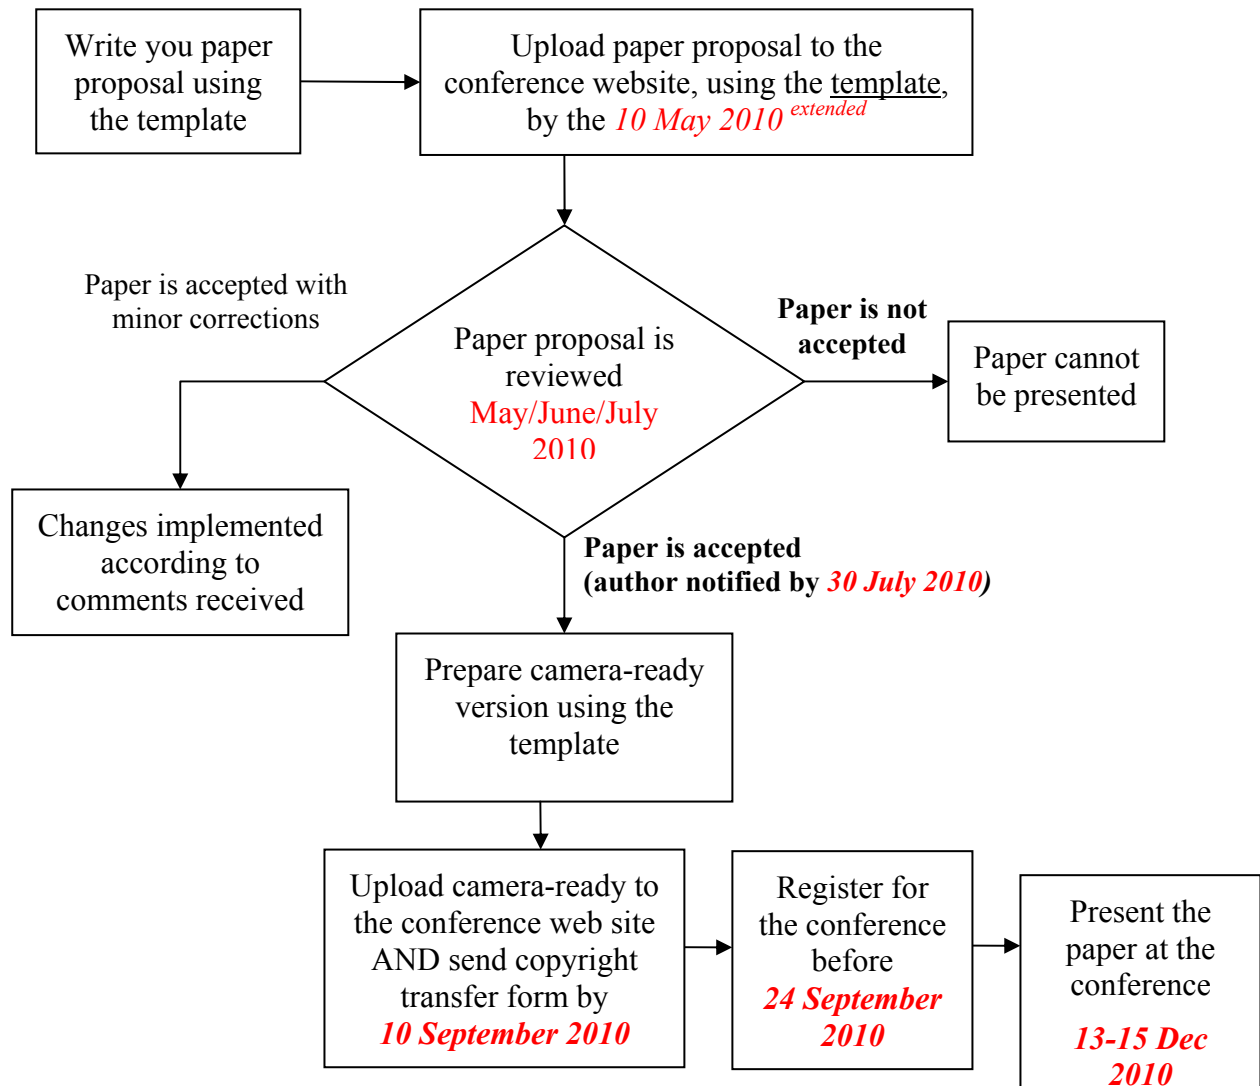 Write you paper
proposal using
the template
Upload paper proposal to the
conference website, using the template,
by the 10 May 2010 extended
Paper is accepted with
minor corrections
Paper proposal is
reviewed
May/June/July
2010
Paper is not
accepted
Paper cannot
be presented
Changes implemented
according to
comments received
Paper is accepted
(author notified by 30 July 2010)
Prepare camera-ready
version using the
template
Upload camera-ready to
the conference web site
AND send copyright
transfer form by
10 September 2010
Register for
the conference
before
24 September
2010
Present the
paper at the
conference
13-15 Dec
2010